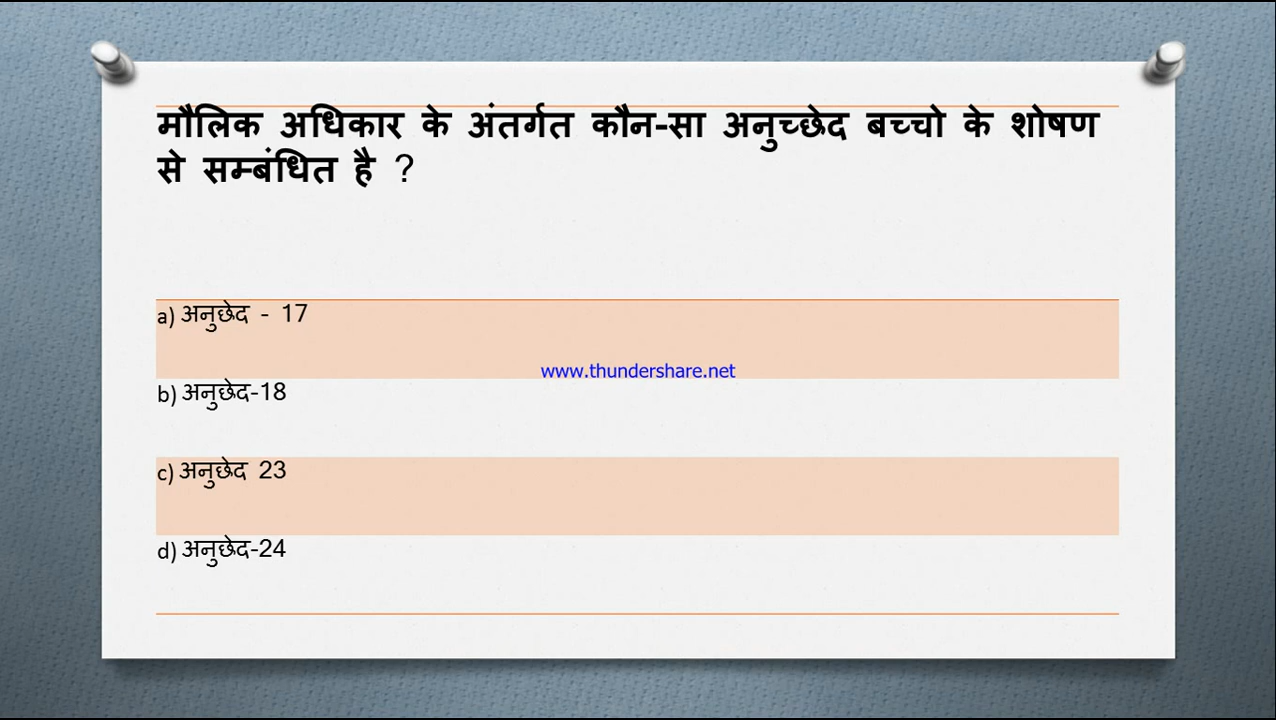 मौलिक अधिकार के अंतर्गत कौन-सा अनुच्छेद बच्चो के शोषण
से सम्बंधित है ?
a) अनुछेद - 17
www.thundershare.net
b) अनुछेद-18
c) अनुछेद 23
d) अनुछेद-24